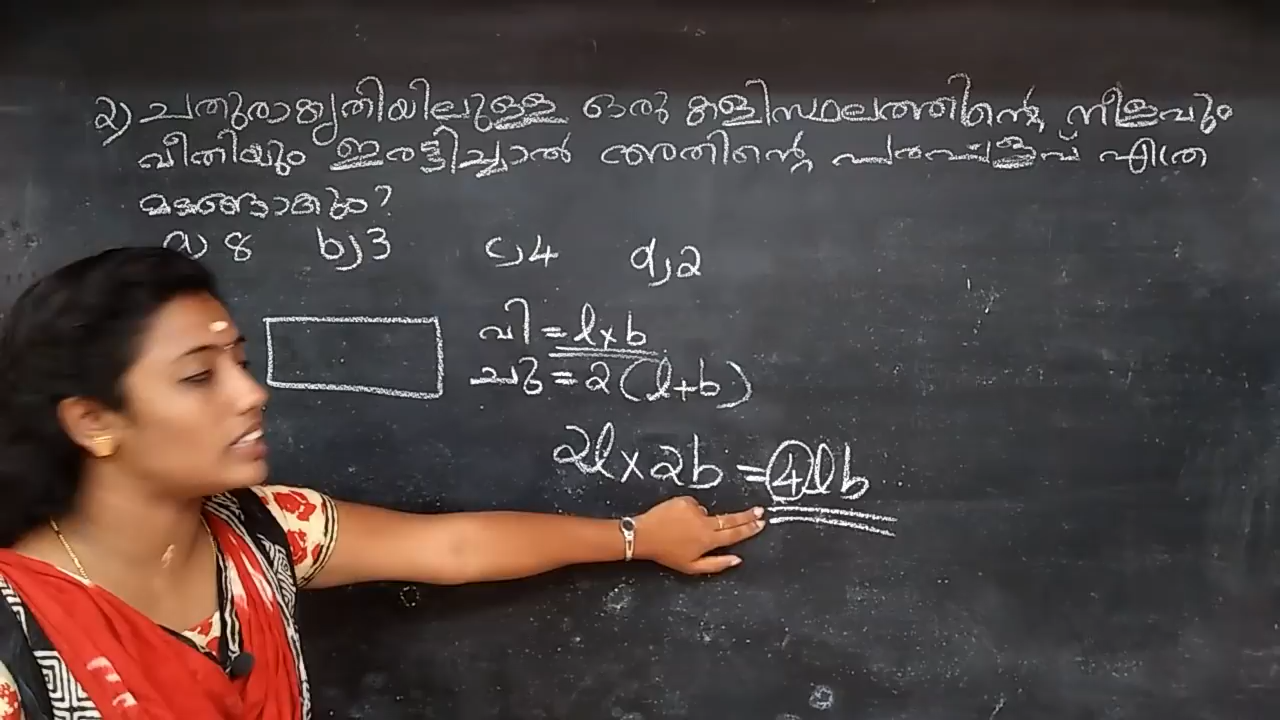 2) ചതുരാകൃതിയിലുള്ള ഒരു കളിസ്ഥലത്തിന്റെ നീളവും
വീതിയും ഇരട്ടിച്ചാൽ അതിന്റെ പരപ്പളവ് എത്ര
മടങ്ങാകും?
a) 8 b) 3 c) 4 d) 2
വി = l×b
ചു = 2(l+b)
2l × 2b = 4lb